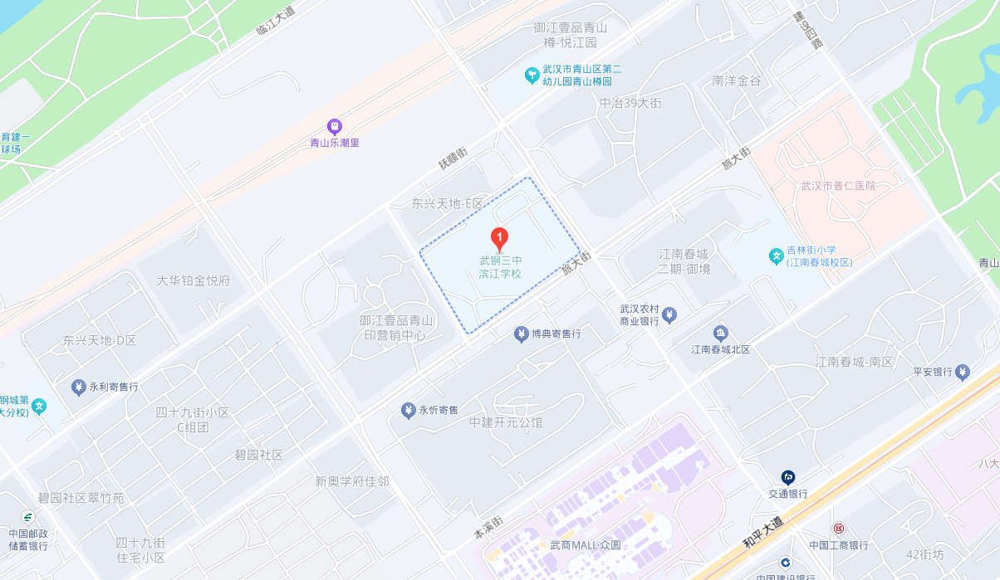 临江大道
建设四路
御江壹品青山
樽-悦江园
武汉市青山区第二
幼儿园青山樽园
南洋金谷
中冶39大街
育建一
球场
青山乐潮里
抚顺街
旅大街
武汉市普仁医院
东兴天地-E区
1
武钢三中
滨江学校
旅大街
江南春城
二期-御境
吉林街小学
(江南春城校区)
青山
大华铂金悦府
御江壹品青山
印营销中心
武汉农村
商业银行
东兴天地-D区
博典寄售行
江南春城北区
江南春城-南区
平安银行
永利寄售行
钢城第
大分校)
四十九街小区
C组团
永忻寄售
中建开元公馆
碧园社区
新奥学府佳邻
八大
交通银行
碧园社区翠竹苑
中国邮政
储蓄银行
四十九街
住宅小区
本溪街
武商MALL·众圆
和平大道
中国工商银行
42街坊
中国建设银行